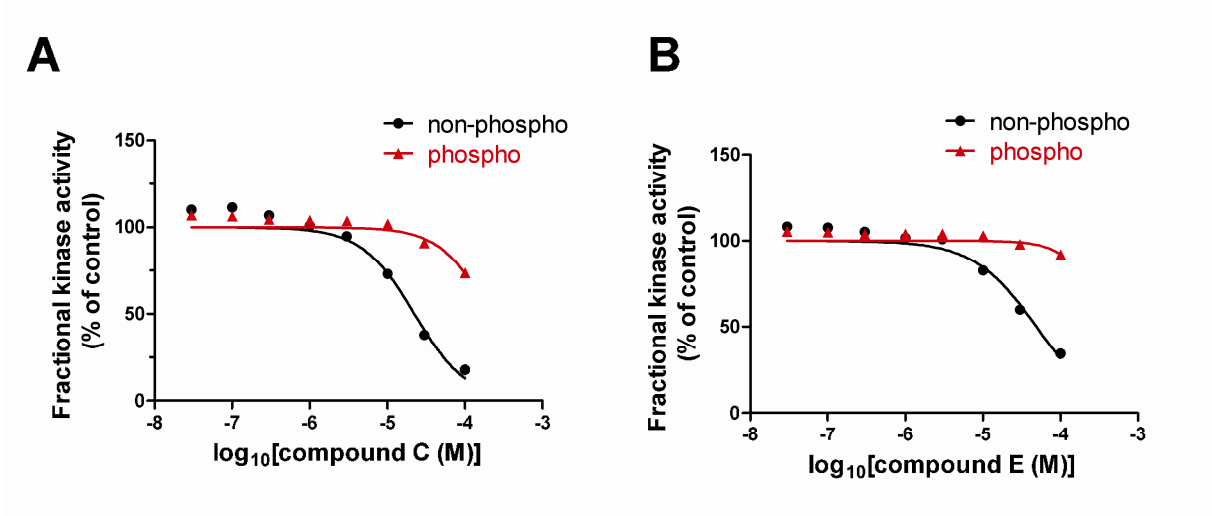 A
non-phospho
phospho
Fractional kinase activity
(% of control)
150
100
50
0
-8
-7
-6
-5
-4
-3
log10[compound C (M)]
B
non-phospho
phospho
Fractional kinase activity
(% of control)
150
100
50
0
-8
-7
-6
-5
-4
-3
log10[compound E (M)]